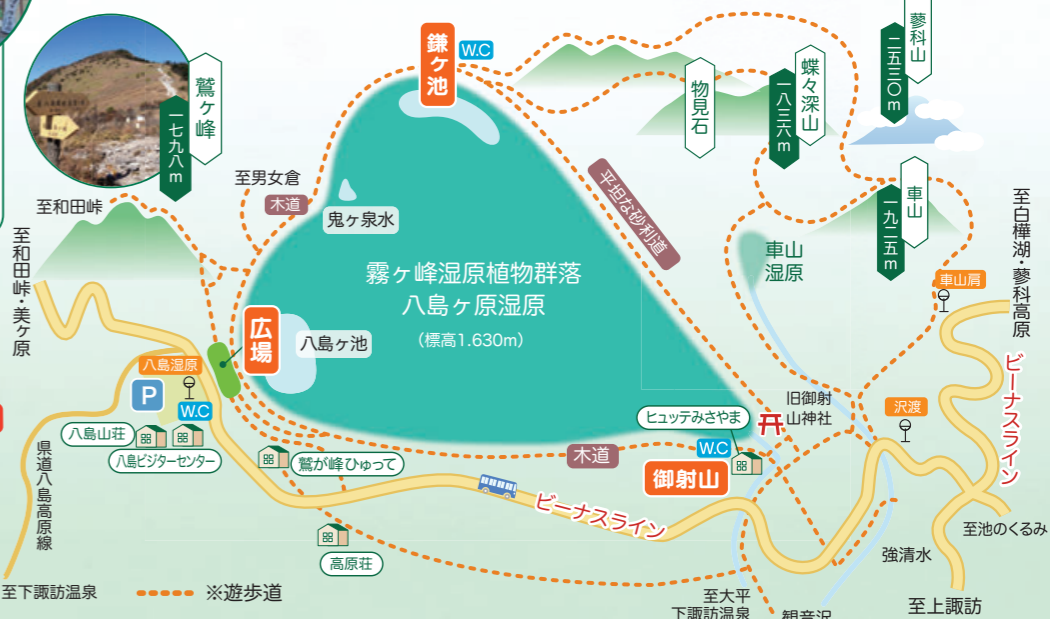 鷲ヶ峰
一七九八m
鎌ヶ池
W.C
物見石
蝶々深山
一八三六m
蓼科山
二五三〇m
車山
一九二五m
至男女倉
木道
鬼ヶ泉水
平坦な砂利道
至和田峠
至和田峠・美ヶ原
霧ヶ峰湿原植物群落
八島ヶ原湿原
（標高1.630m）
車山
湿原
車山肩
至白樺湖・蓼科高原
広場
八島ヶ池
八島湿原
P
W.C
八島山荘
八島ビジターセンター
鷲が峰ひゅって
木道
ヒュッテみさやま
W.C
御射山
旧御射
山神社
沢渡
ビーナスライン
ビーナスライン
県道八島高原線
高原荘
至池のくるみ
強清水
至下諏訪温泉
※遊歩道
至大平
下諏訪温泉
観音沢
至上諏訪